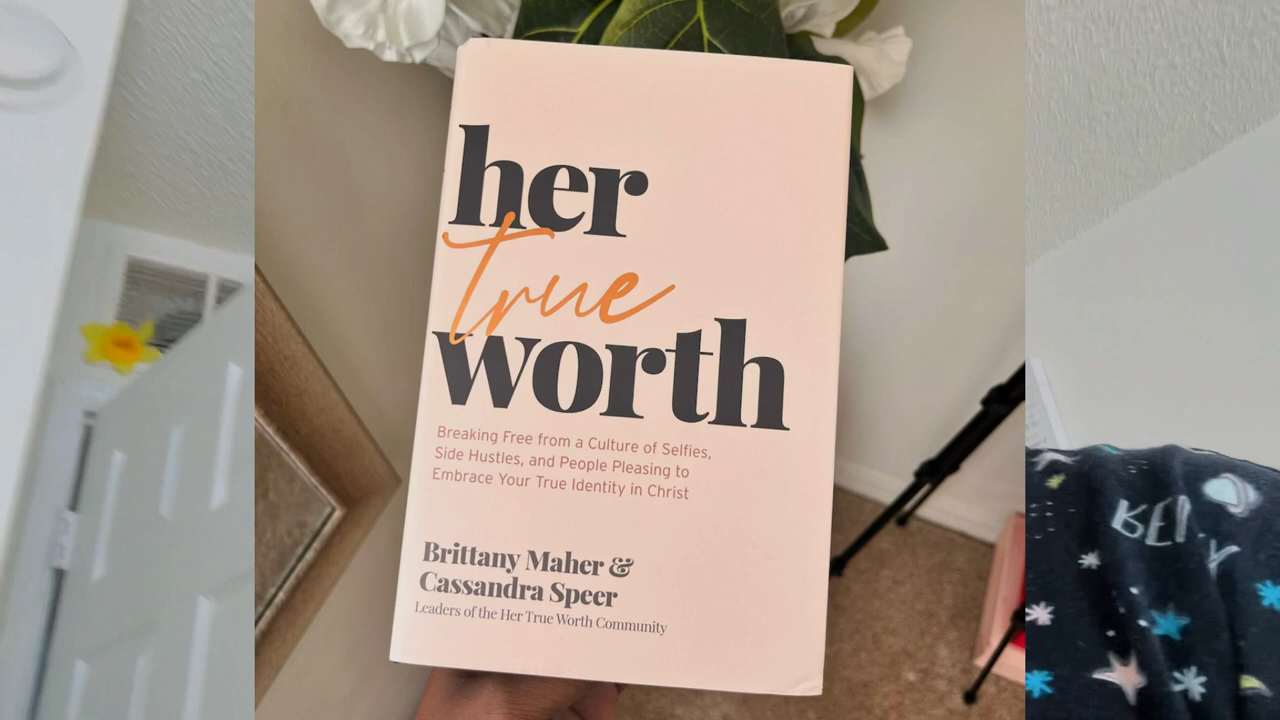 her
true
worth
Breaking Free from a Culture of Selfies,
Side Hustles, and People Pleasing to
Embrace Your True Identity in Christ
Brittany Maher &
Cassandra Speer
Leaders of the Her True Worth Community